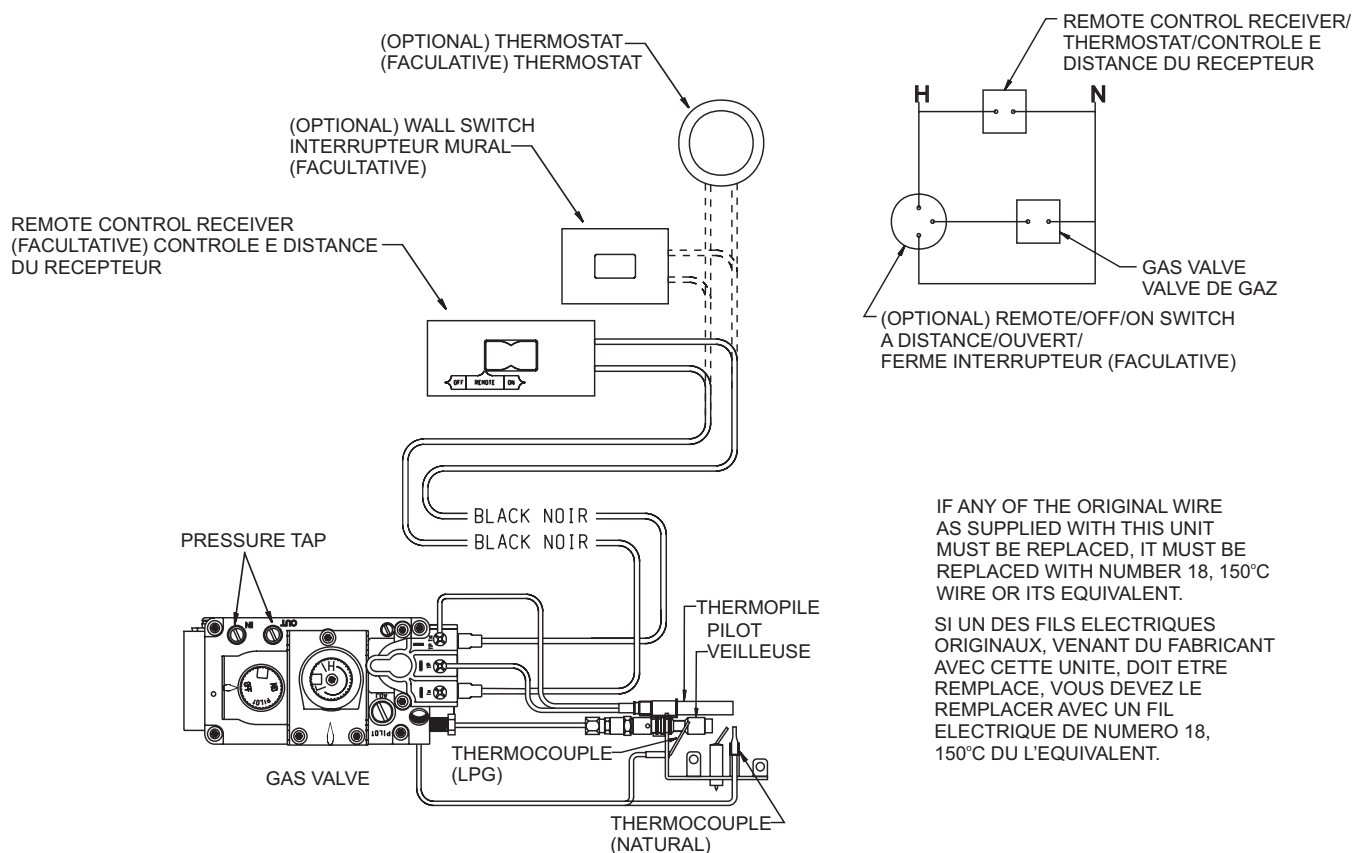 (OPTIONAL) THERMOSTAT
(FACULATIVE) THERMOSTAT
(OPTIONAL) WALL SWITCH
INTERRUPTEUR MURAL
(FACULTATIVE)
REMOTE CONTROL RECEIVER
(FACULTATIVE) CONTROLE E DISTANCE
DU RECEPTEUR
OFF REMOTE ON
REMOTE CONTROL RECEIVER/
THERMOSTAT/CONTROLE E
DISTANCE DU RECEPTEUR
H N
GAS VALVE
VALVE DE GAZ
(OPTIONAL) REMOTE/OFF/ON SWITCH
A DISTANCE/OUVERT/
FERME INTERRUPTEUR (FACULATIVE)
BLACK NOIR
BLACK NOIR
PRESSURE TAP
IN OUT
H
OFF PILOT ON
PILOT ADJ
GAS VALVE
THERMOPILE
PILOT
VEILLEUSE
THERMOCOUPLE
(LPG)
THERMOCOUPLE
(NATURAL)
IF ANY OF THE ORIGINAL WIRE
AS SUPPLIED WITH THIS UNIT
MUST BE REPLACED, IT MUST BE
REPLACED WITH NUMBER 18, 150°C
WIRE OR ITS EQUIVALENT.
SI UN DES FILS ELECTRIQUES
ORIGINAUX, VENANT DU FABRICANT
AVEC CETTE UNITE, DOIT ETRE
REMPLACE, VOUS DEVEZ LE
REMPLACER AVEC UN FIL
ELECTRIQUE DE NUMERO 18,
150°C DU L'EQUIVALENT.